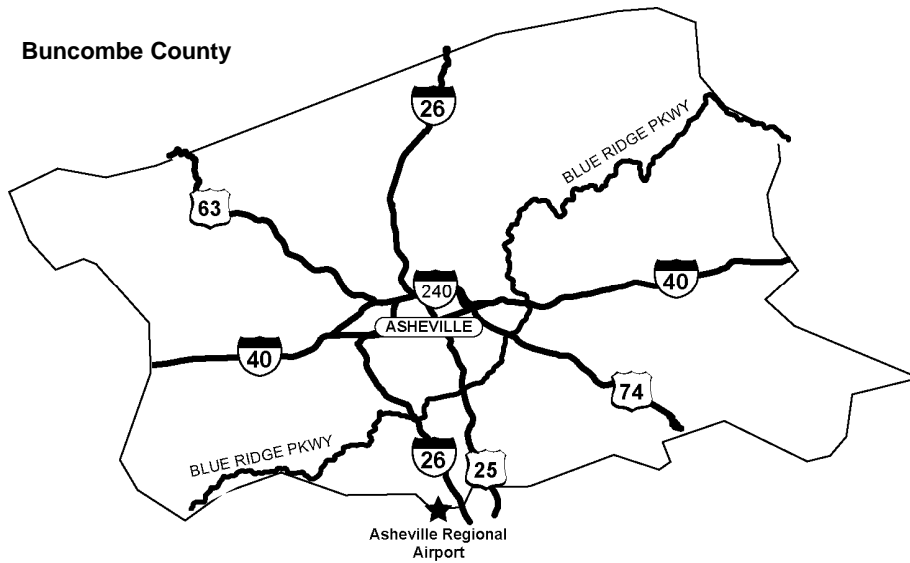 Buncombe County
26
BLUE RIDGE PKWY
63
240
40
ASHEVILLE
40
74
BLUE RIDGE PKWY
26
25
Asheville Regional
Airport